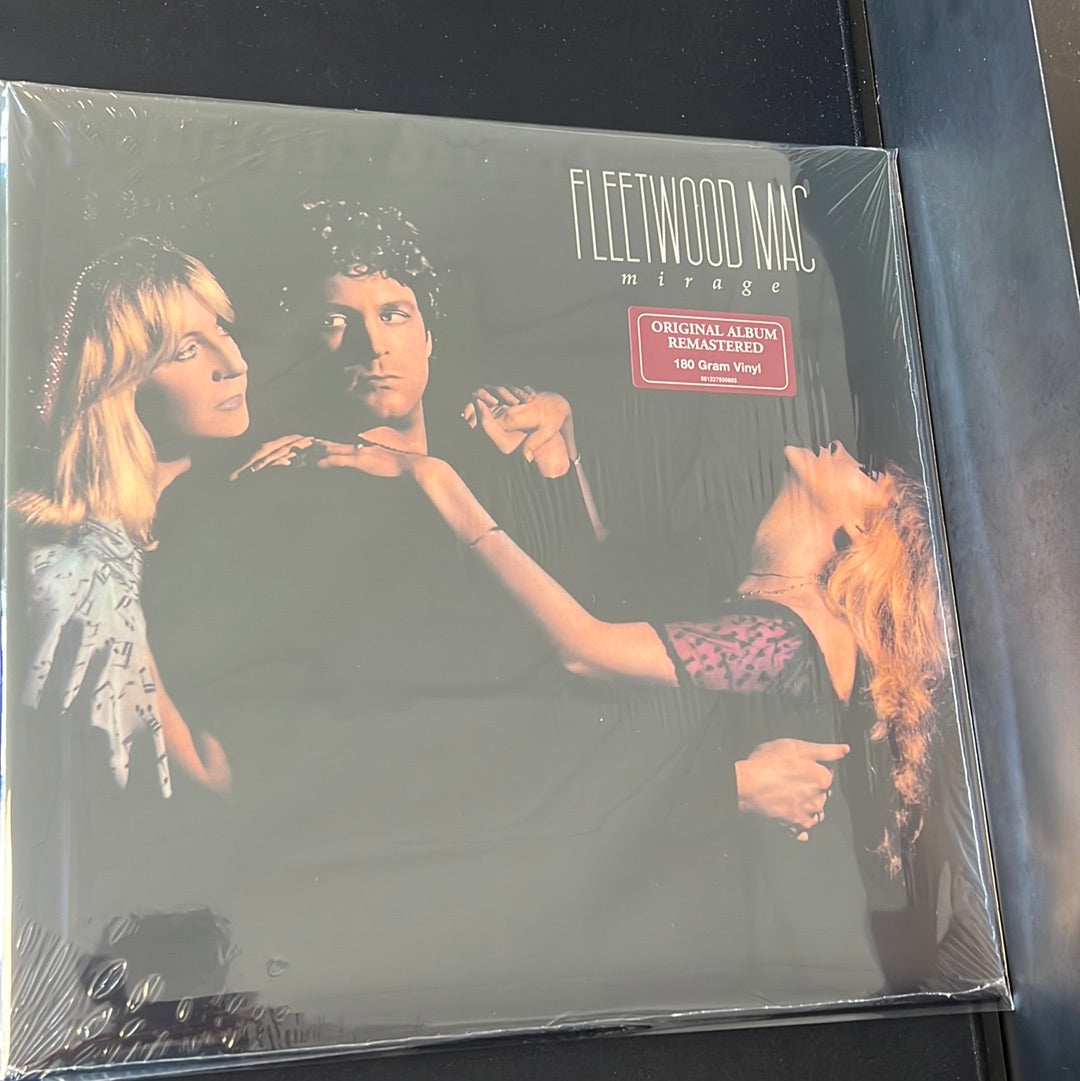 FLEETWOOD MAC
mirage
ORIGINAL ALBUM
REMASTERED
180 Gram Vinyl